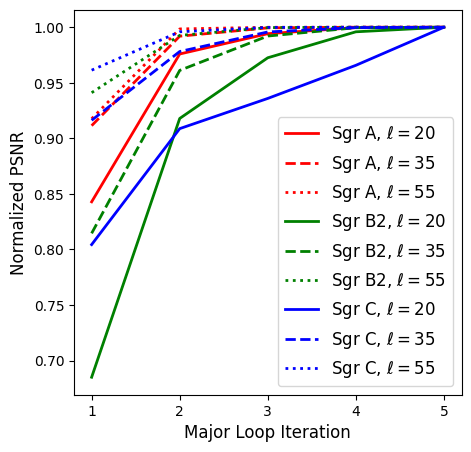 1.00
0.95
0.90
0.85
0.80
0.75
0.70
Normalized PSNR
Sgr A, ℓ = 20
Sgr A, ℓ = 35
Sgr A, ℓ = 55
Sgr B2, ℓ = 20
Sgr B2, ℓ = 35
Sgr B2, ℓ = 55
Sgr C, ℓ = 20
Sgr C, ℓ = 35
Sgr C, ℓ = 55
1 2 3 4 5
Major Loop Iteration